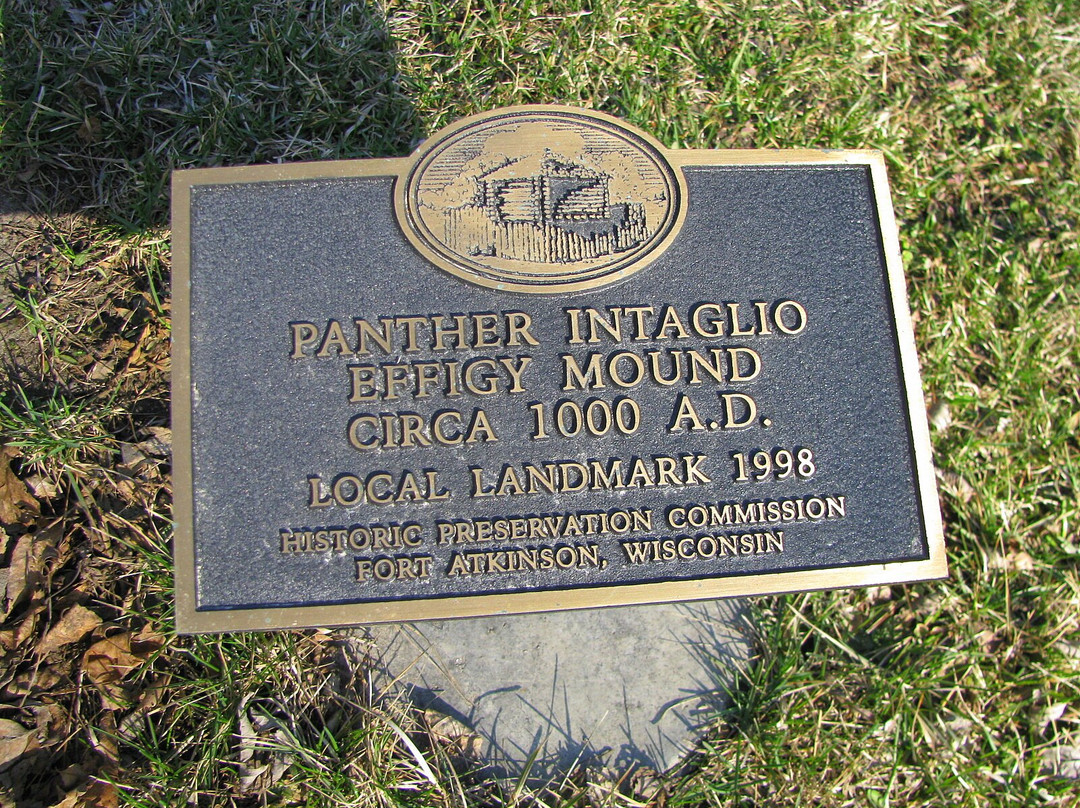 PANTHER INTAGLIO
EFFIGY MOUND
CIRCA 1000 A.D.
LOCAL LANDMARK 1998
HISTORIC PRESERVATION COMMISSION
FORT ATKINSON, WISCONSIN